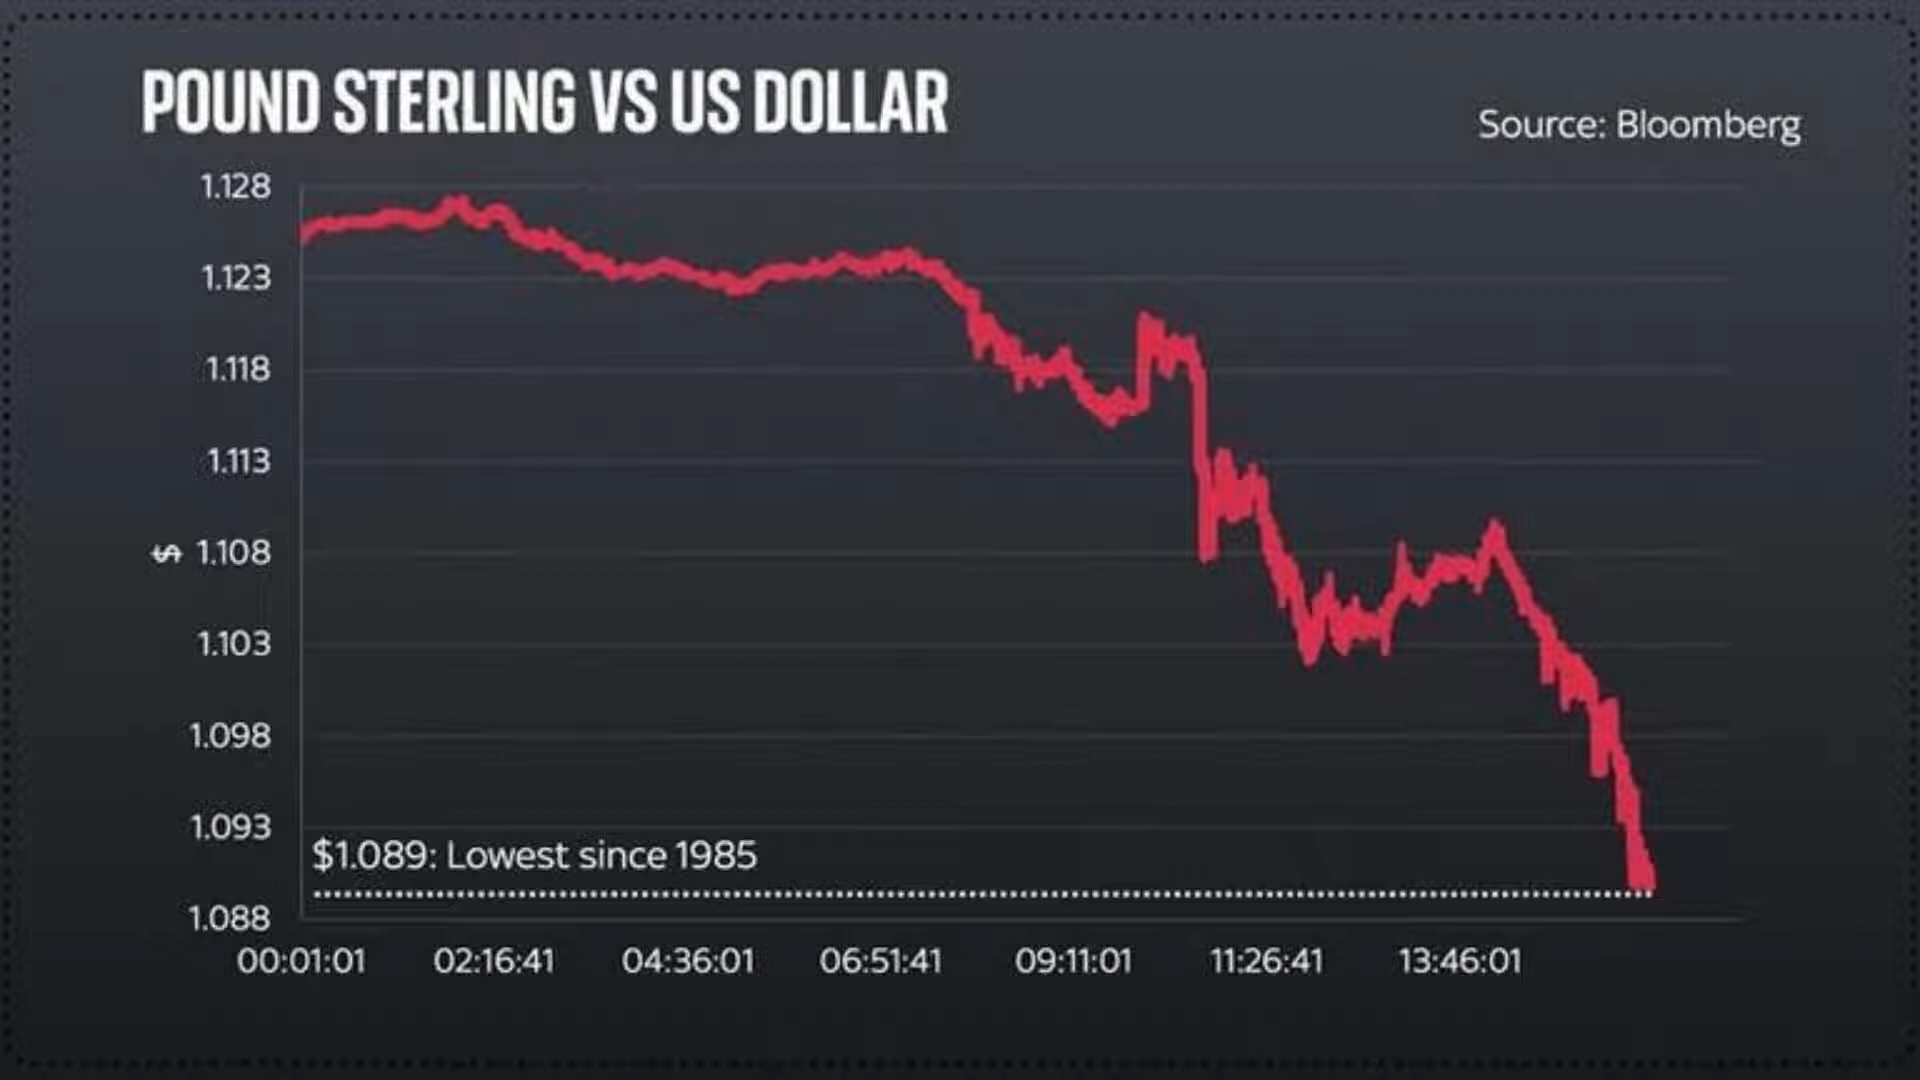 POUND STERLING VS US DOLLAR
Source: Bloomberg
1.128
1.123
1.118
1.113
$ 1.108
1.103
1.098
1.093
$1.089: Lowest since 1985
1.088
00:01:01 02:16:41 04:36:01 06:51:41 09:11:01 11:26:41 13:46:01